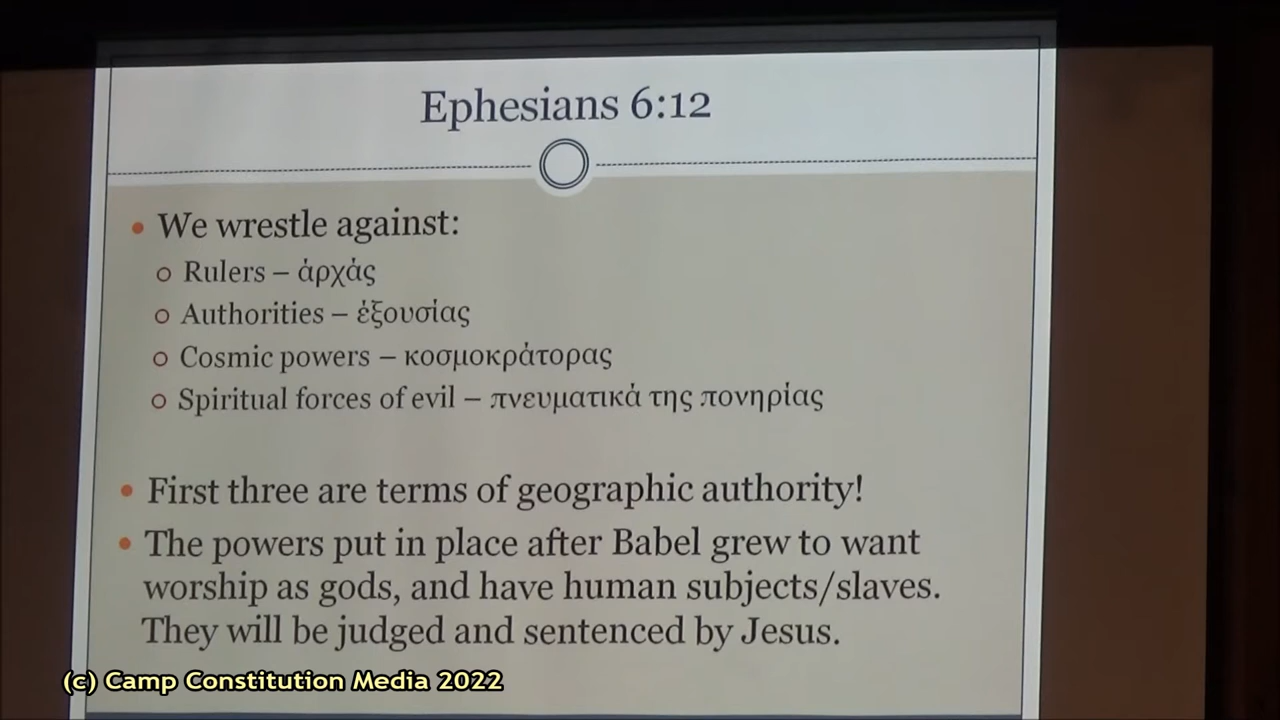 Ephesians 6:12
• We wrestle against:
○ Rulers – ἀρχάς
○ Authorities – ἐξουσίας
○ Cosmic powers – κοσμοκράτορας
○ Spiritual forces of evil – πνευματικά της πονηρίας
• First three are terms of geographic authority!
• The powers put in place after Babel grew to want
worship as gods, and have human subjects/slaves.
They will be judged and sentenced by Jesus.
(c) Camp Constitution Media 2022